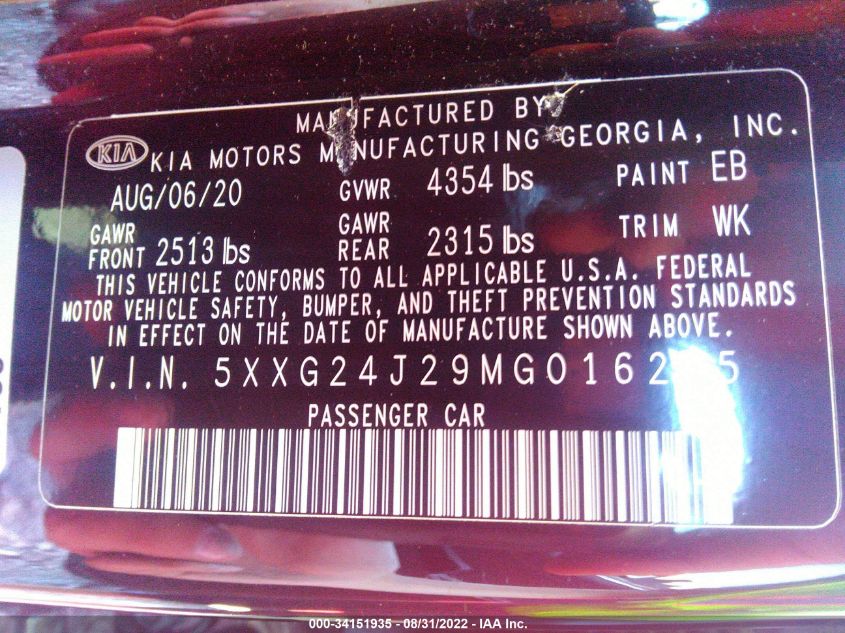 MANUFACTURED BY
KIA KIA MOTORS MANUFACTURING GEORGIA, INC.
AUG/06/20 GVWR 4354 lbs PAINT EB
GAWR FRONT 2513 lbs GAWR REAR 2315 lbs TRIM WK
THIS VEHICLE CONFORMS TO ALL APPLICABLE U.S.A. FEDERAL
MOTOR VEHICLE SAFETY, BUMPER, AND THEFT PREVENTION STANDARDS
IN EFFECT ON THE DATE OF MANUFACTURE SHOWN ABOVE.
V.I.N.
PASSENGER CAR
000-34151935 - 08/31/2022 - IAA Inc.